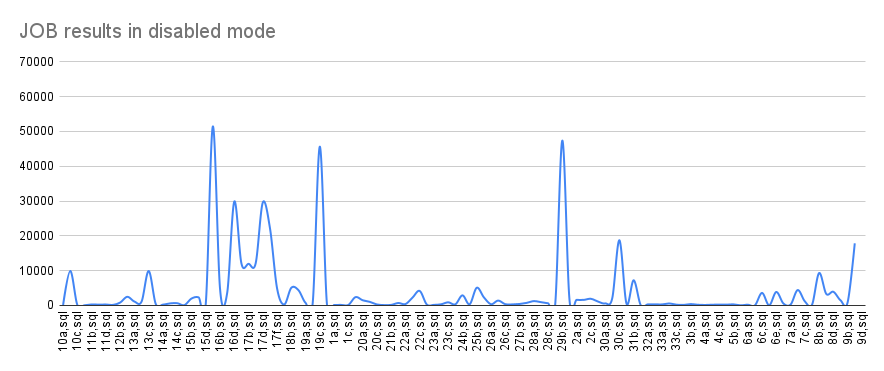 JOB results in disabled mode
70000
60000
50000
40000
30000
20000
10000
0
10a.sql
10c.sql
11b.sql
11d.sql
12b.sql
13a.sql
13c.sql
14a.sql
14c.sql
15b.sql
15d.sql
16b.sql
16d.sql
17b.sql
17d.sql
17f.sql
18b.sql
19a.sql
19c.sql
1a.sql
1c.sql
20a.sql
20c.sql
21b.sql
22a.sql
22c.sql
23a.sql
23c.sql
24b.sql
25b.sql
26a.sql
26c.sql
27b.sql
28a.sql
28c.sql
29b.sql
2a.sql
2c.sql
30a.sql
30c.sql
31b.sql
32a.sql
33a.sql
33c.sql
3b.sql
4a.sql
4c.sql
5b.sql
6a.sql
6c.sql
6e.sql
7a.sql
7c.sql
8b.sql
8d.sql
9b.sql
9d.sql